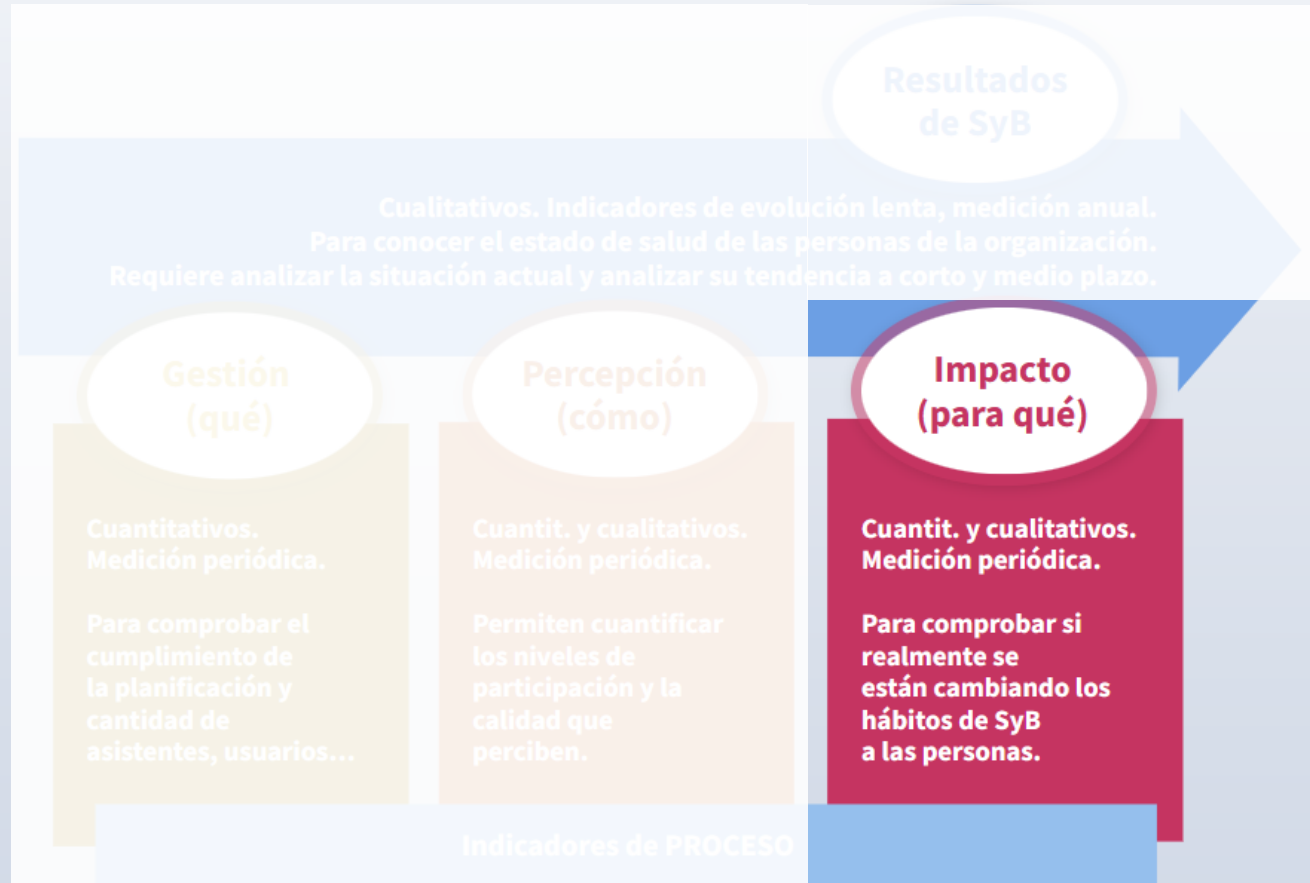 Resultados
de SyB
Cualitativos. Indicadores de evolución lenta, medición anual.
Para conocer el estado de salud de las personas de la organización.
Requiere analizar la situación actual y analizar su tendencia a corto y medio plazo.
Gestión
(qué)
Cuantitativos.
Medición periódica.
Para comprobar el
cumplimiento de
la planificación y
cantidad de
asistentes, usuarios...
Percepción
(cómo)
Cuantit. y cualitativos.
Medición periódica.
Permiten cuantificar
los niveles de
participación y la
calidad que
perciben.
Impacto
(para qué)
Cuantit. y cualitativos.
Medición periódica.
Para comprobar si
realmente se
están cambiando los
hábitos de SyB
a las personas.
Indicadores de PROCESO